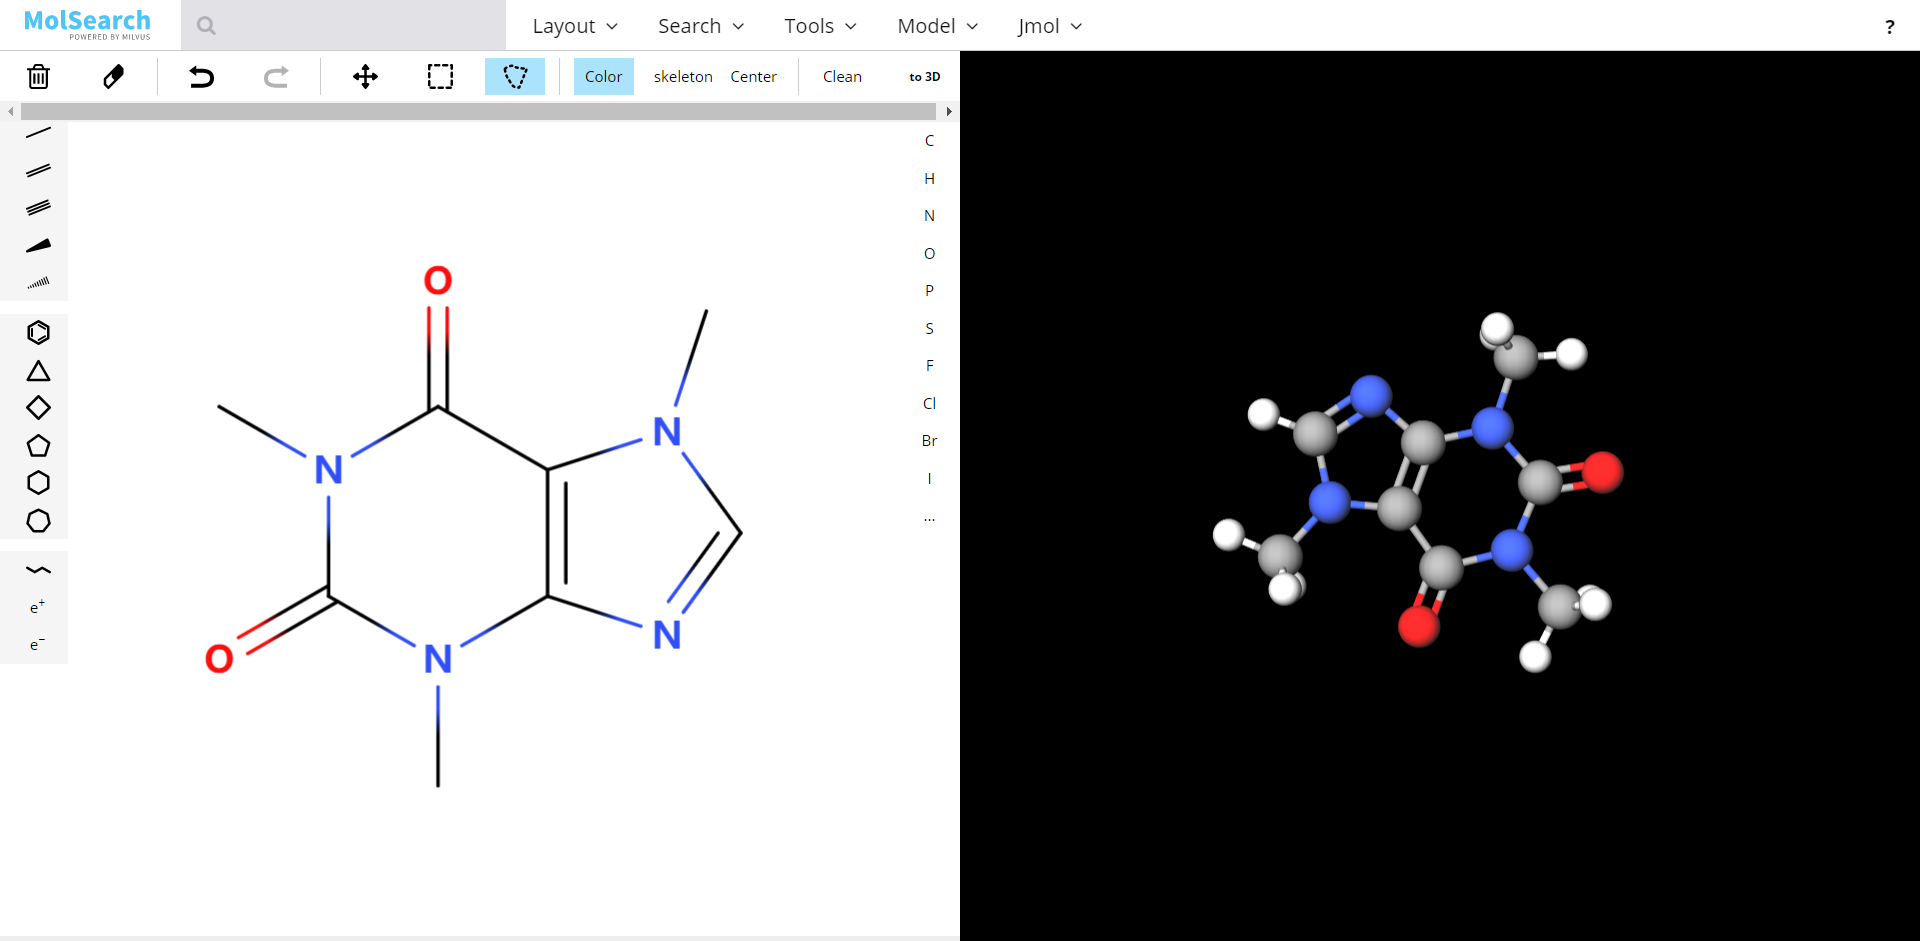 MolSearch
POWERED BY MILVUS
Layout Search Tools Model Jmol ?
Color skeleton Center Clean to 3D
C
H
N
O
P
S
F
Cl
Br
I
...
e+
e−
O
N
N
O
N
N